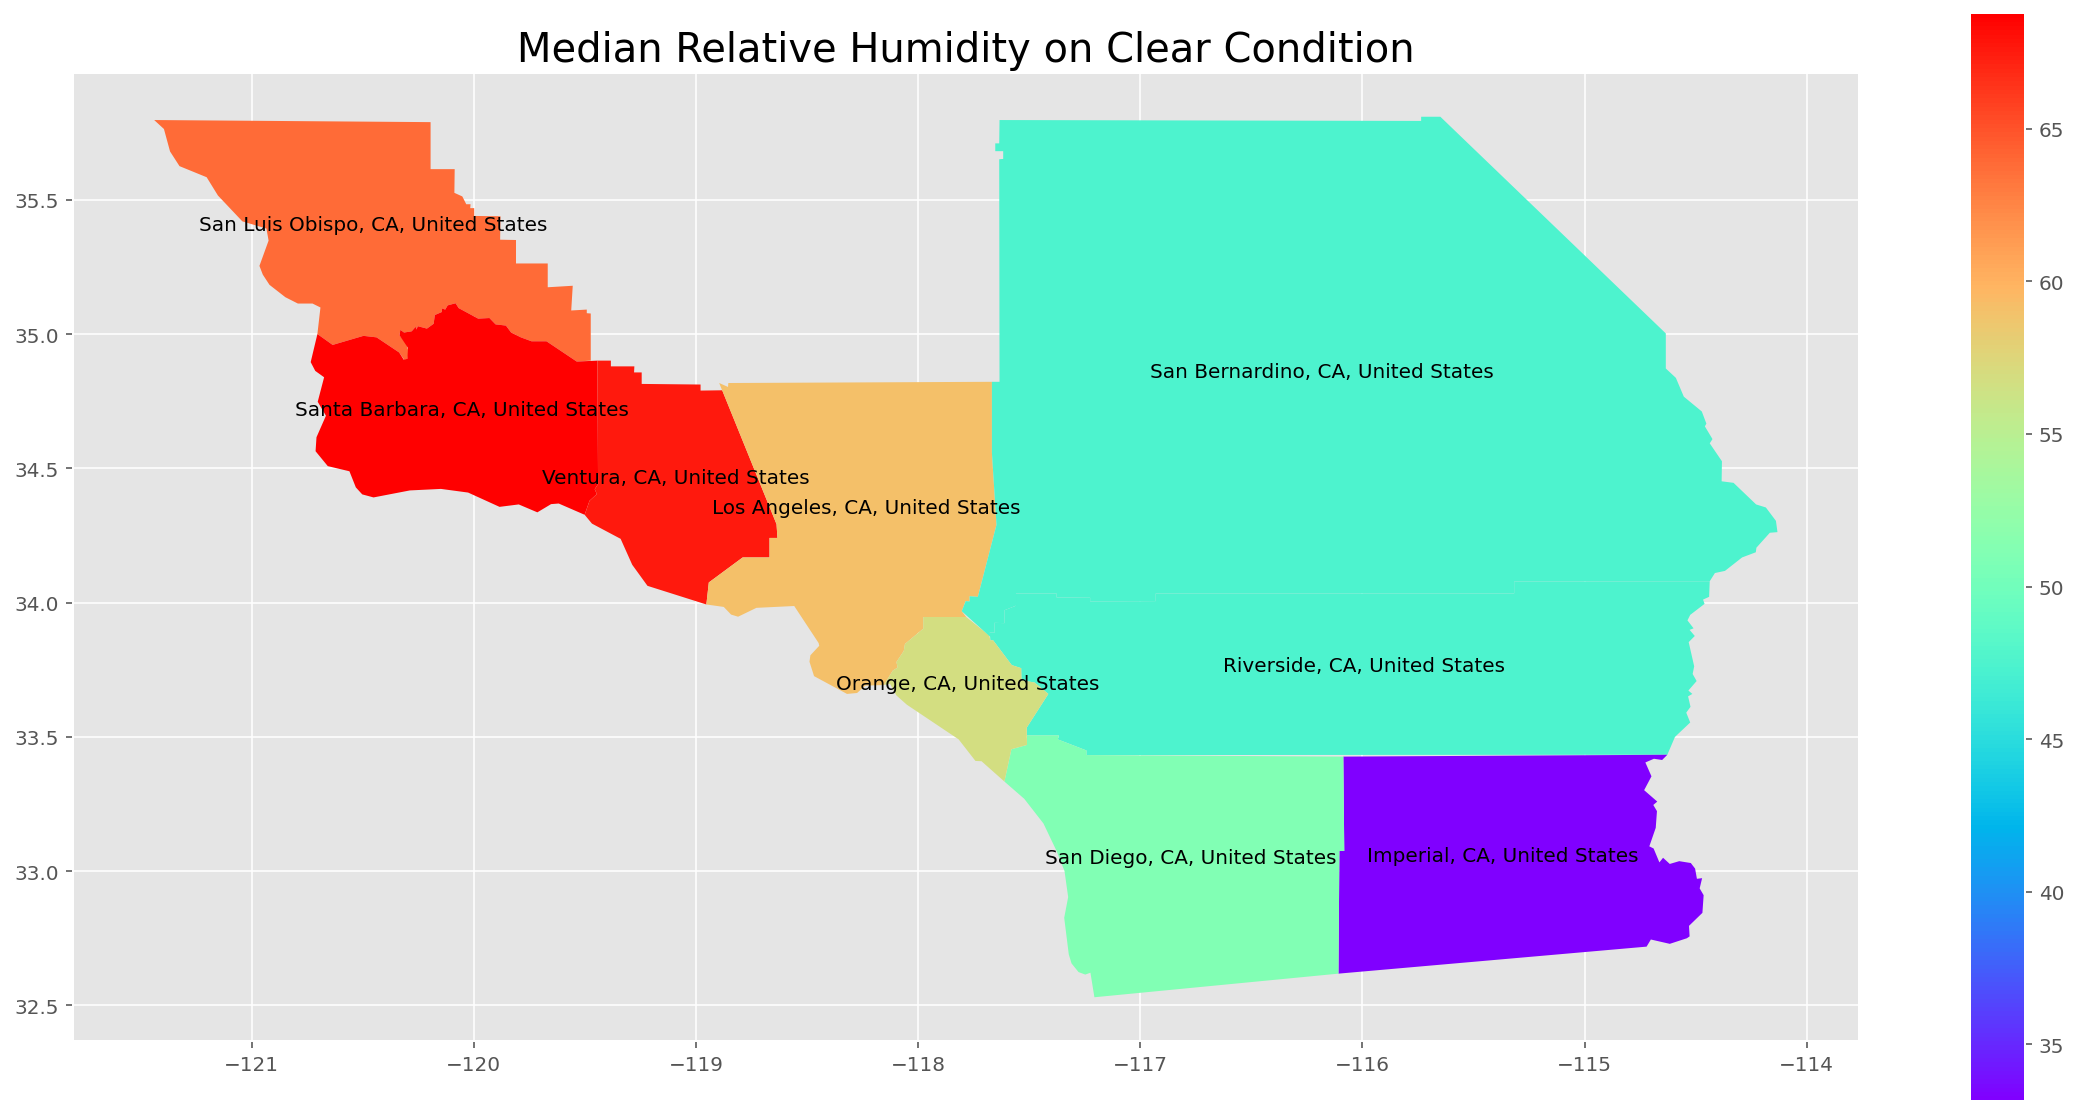 Median Relative Humidity on Clear Condition
San Luis Obispo, CA, United States
San Bernardino, CA, United States
Santa Barbara, CA, United States
Ventura, CA, United States
Los Angeles, CA, United States
Riverside, CA, United States
Orange, CA, United States
San Diego, CA, United States
Imperial, CA, United States
35.5
35.0
34.5
34.0
33.5
33.0
32.5
−121
−120
−119
−118
−117
−116
−115
−114
65
60
55
50
45
40
35